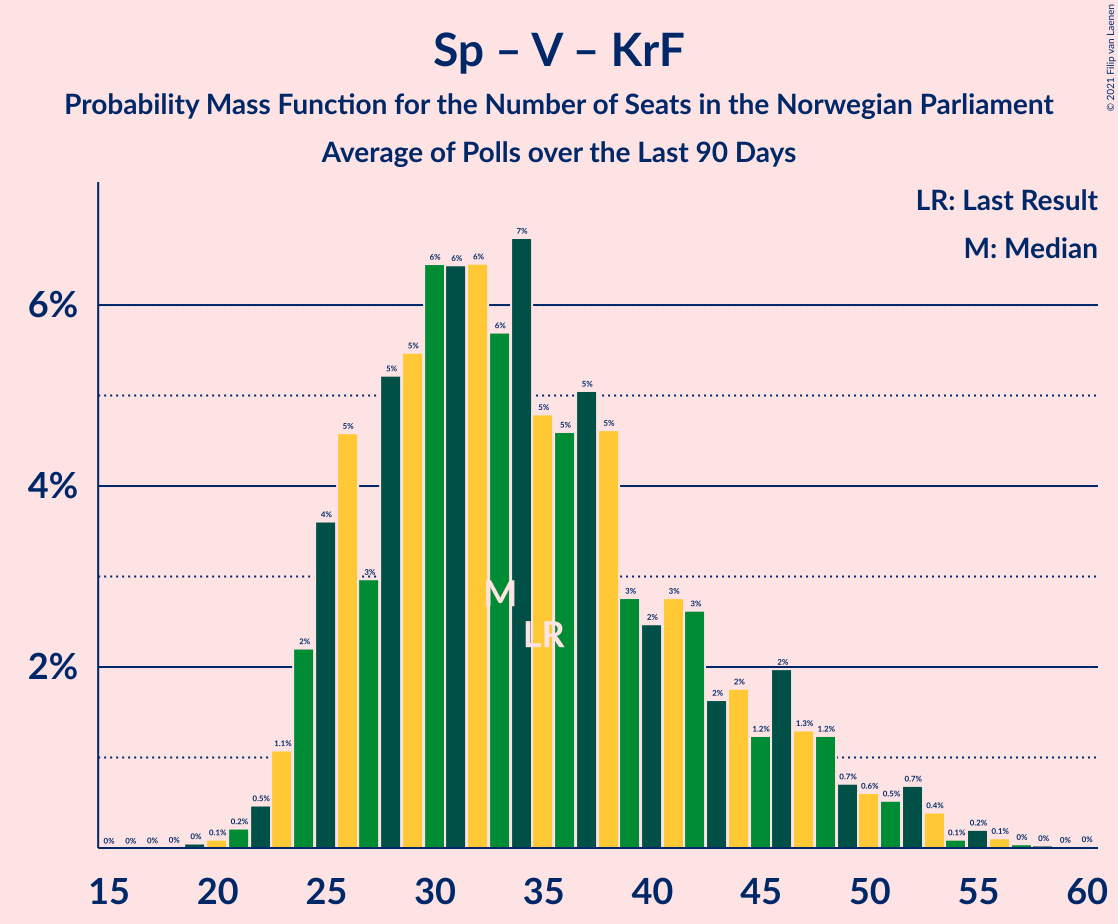 Sp – V – KrF
Probability Mass Function for the Number of Seats in the Norwegian Parliament
Average of Polls over the Last 90 Days
© 2021 Filip van Laenen
LR: Last Result
M: Median
6%
4%
2%
0% 0% 0% 0% 0% 0.1% 0.2% 0.5% 1.1% 2% 4% 5% 3% 5% 5% 6% 6% 6% 6% 7% 5% 5% 5% 5% 3% 2% 3% 3% 2% 2% 1.2% 2% 1.3% 1.2% 0.7% 0.6% 0.5% 0.7% 0.4% 0.1% 0.2% 0.1% 0% 0% 0% 0%
M
LR
15 20 25 30 35 40 45 50 55 60